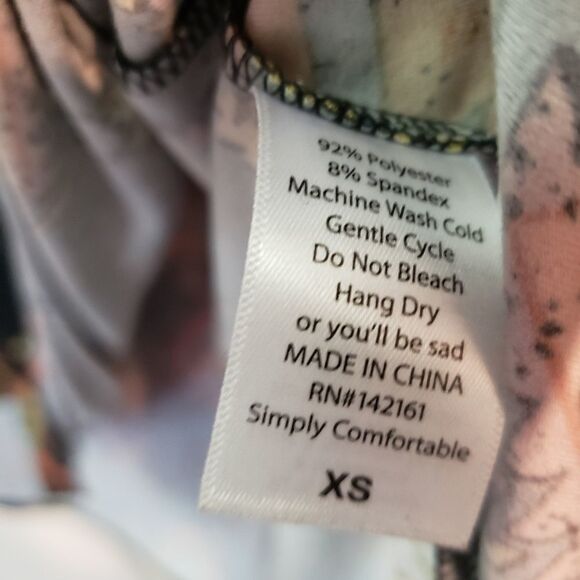 92% Polyester
8% Spandex
Machine Wash Cold
Gentle Cycle
Do Not Bleach
Hang Dry
or you'll be sad
MADE IN CHINA
RN#142161
Simply Comfortable
XS